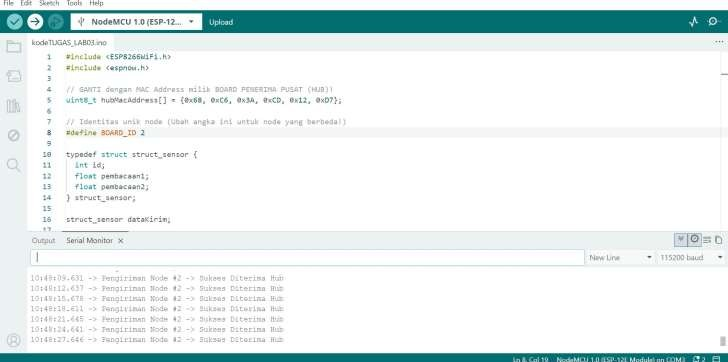 File Edit Sketch Tools Help
NodeMCU 1.0 (ESP-12... Upload
kodeTUGAS_LAB03.ino
1 #include <ESP8266WiFi.h>
2 #include <espnow.h>
3
4 // GANTI dengan MAC Address milik BOARD PENERIMA PUSAT (HUB)!
5 uint8_t hubMacAddress[] = {0x68, 0xC6, 0x3A, 0xCD, 0x12, 0xD7};
6
7 // Identitas unik node (Ubah angka ini untuk node yang berbeda!)
8 #define BOARD_ID 2
9
10 typedef struct struct_sensor {
11 int id;
12 float pembacaan1;
13 float pembacaan2;
14 } struct_sensor;
15
16 struct_sensor dataKirim;
17
Output Serial Monitor ×
New Line 115200 baud
10:49:09.631 -> Pengiriman Node #2 -> Sukses Diterima Hub
10:49:12.637 -> Pengiriman Node #2 -> Sukses Diterima Hub
10:49:15.678 -> Pengiriman Node #2 -> Sukses Diterima Hub
10:49:18.611 -> Pengiriman Node #2 -> Sukses Diterima Hub
10:49:21.645 -> Pengiriman Node #2 -> Sukses Diterima Hub
10:49:24.641 -> Pengiriman Node #2 -> Sukses Diterima Hub
10:49:27.646 -> Pengiriman Node #2 -> Sukses Diterima Hub
Ln 8, Col 19 NodeMCU 1.0 (ESP-12E Module) on COM3 2